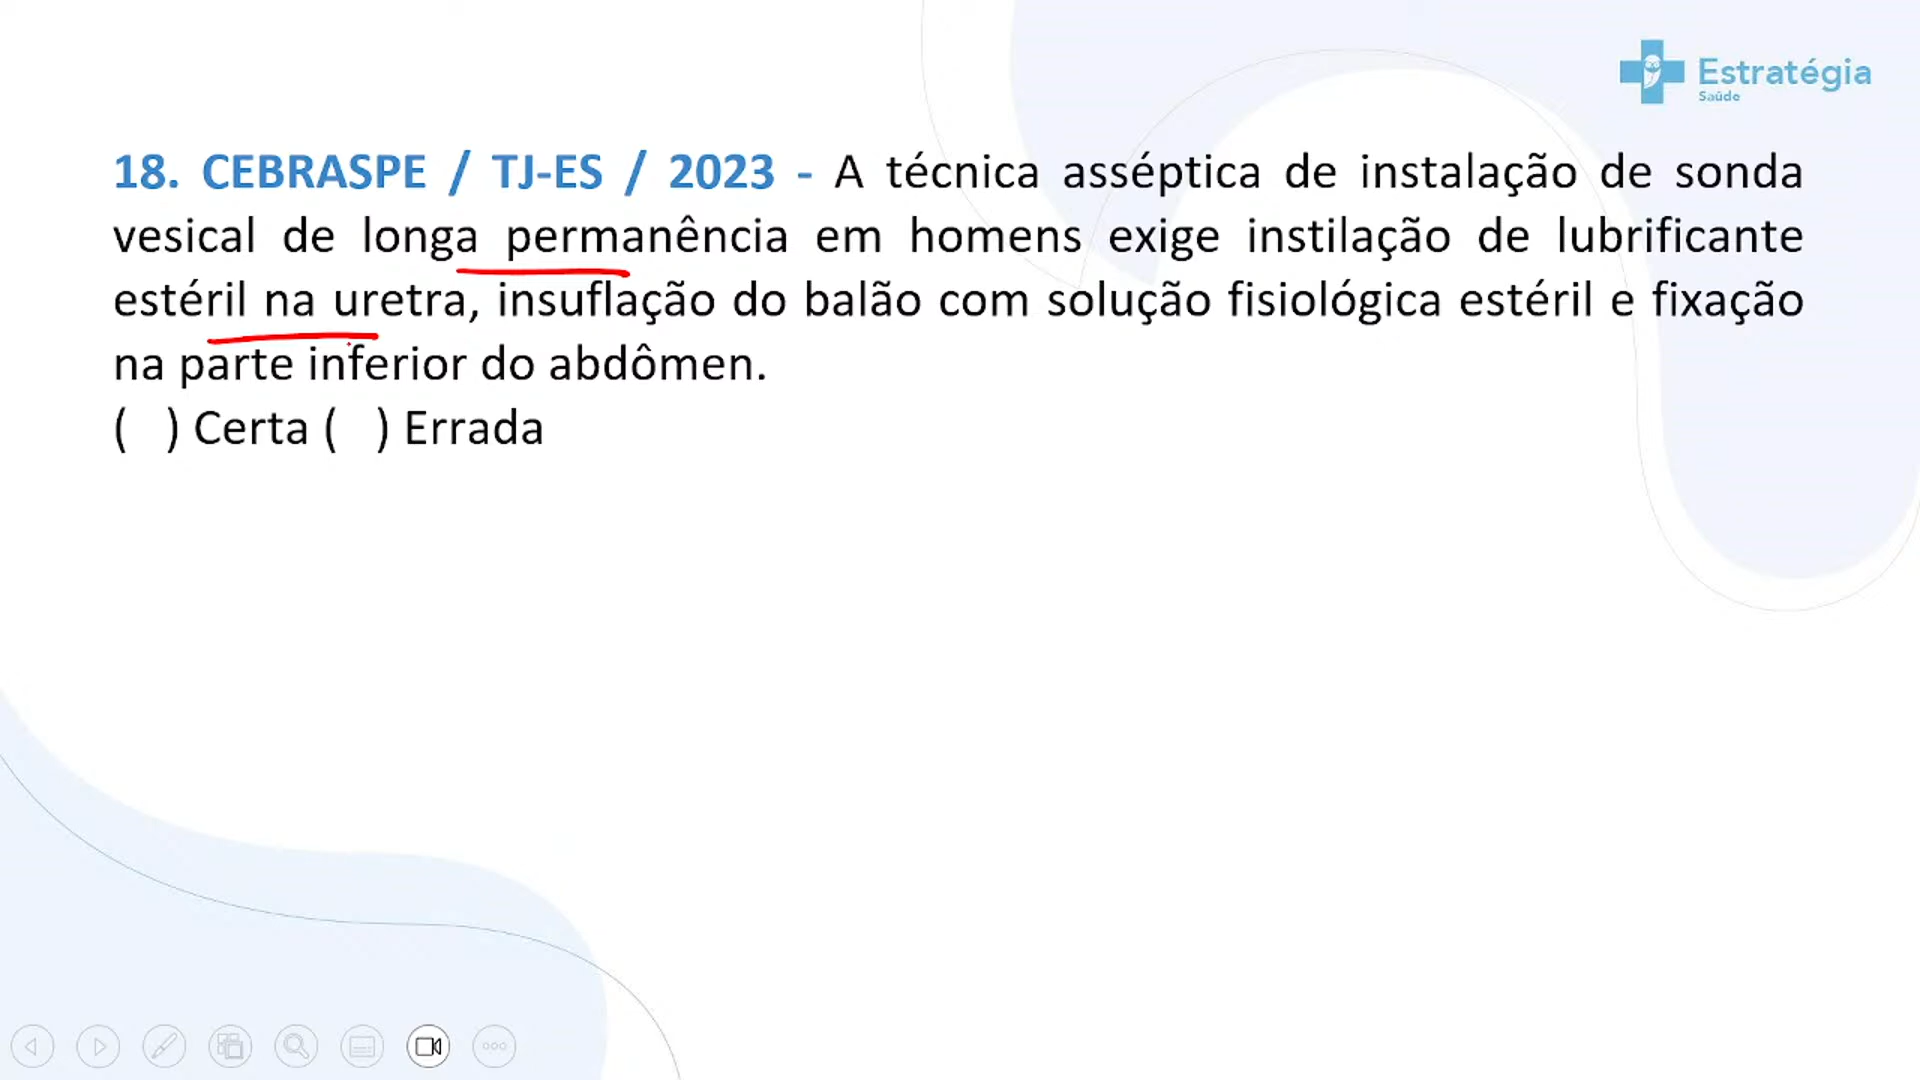 Estratégia
Saúde
18. CEBRASPE / TJ-ES / 2023 - A técnica asséptica de instalação de sonda
vesical de longa permanência em homens exige instilação de lubrificante
estéril na uretra, insuflação do balão com solução fisiológica estéril e fixação
na parte inferior do abdômen.
(   ) Certa (   ) Errada